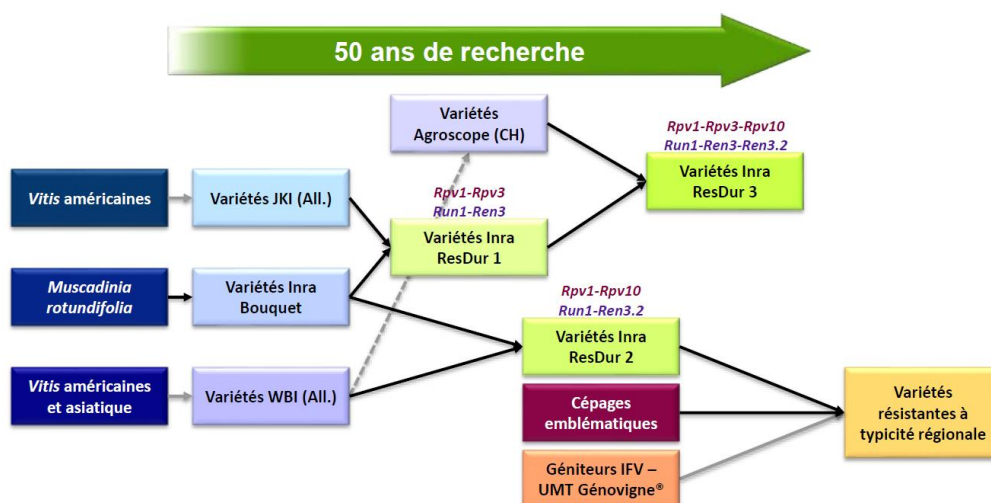 50 ans de recherche
Variétés
Agroscope (CH)
Rpv1-Rpv3-Rpv10
Run1-Ren3-Ren3.2
Variétés Inra
ResDur 3
Vitis américaines
Variétés JKI (All.)
Rpv1-Rpv3
Run1-Ren3
Variétés Inra
ResDur 1
Muscadinia
rotundifolia
Variétés Inra
Bouquet
Rpv1-Rpv10
Run1-Ren3.2
Variétés Inra
ResDur 2
Vitis américaines
et asiatique
Variétés WBI (All.)
Cépages
emblématiques
Variétés
résistantes à
typicité régionale
Géniteurs IFV –
UMT Génovigne®